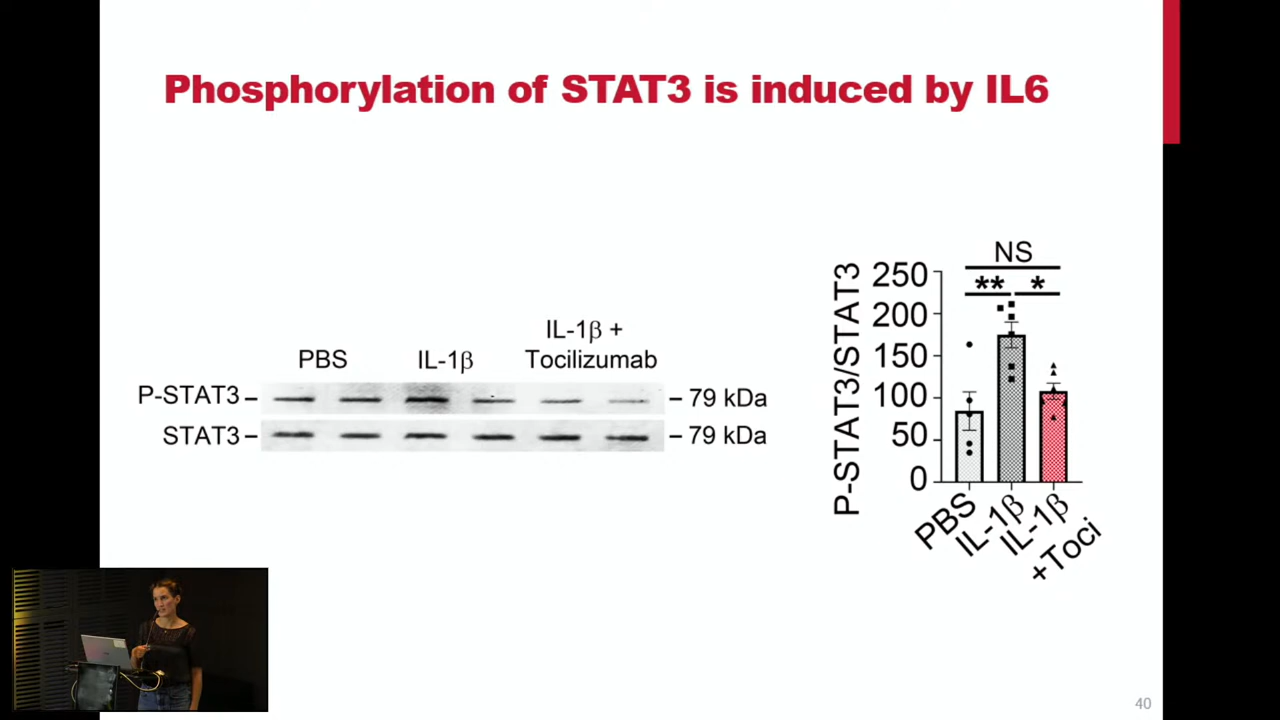 Phosphorylation of STAT3 is induced by IL6
PBS
IL-1β
IL-1β +
Tocilizumab
P-STAT3
79 kDa
STAT3
79 kDa
P-STAT3/STAT3
NS
** *
250
200
150
100
50
0
PBS
IL-1β
IL-1β
+Toci
40